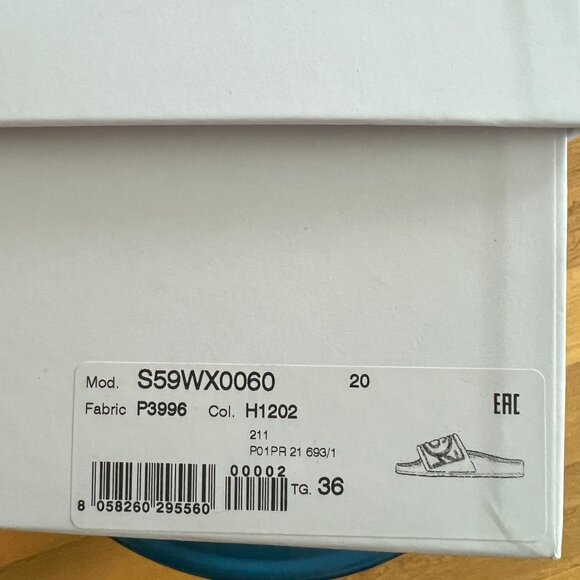 Mod. S59WX0060 20
Fabric P3996 Col. H1202 EAC
211
P01PR 21 693/1
00002
TG. 36
8 058260 295560